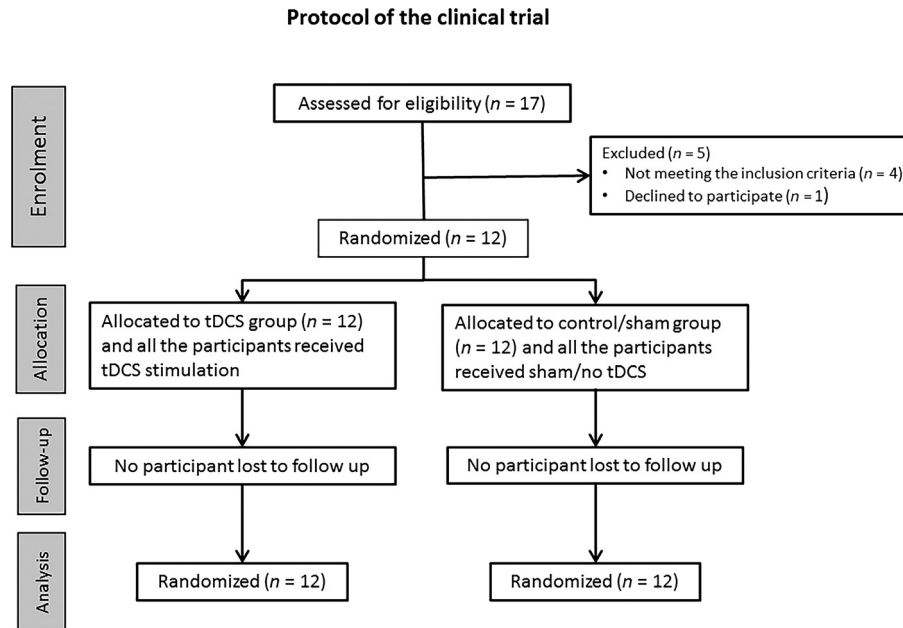 Protocol of the clinical trial
Enrolment
Assessed for eligibility (n = 17)
Excluded (n = 5)
• Not meeting the inclusion criteria (n = 4)
• Declined to participate (n = 1)
Randomized (n = 12)
Allocation
Allocated to tDCS group (n = 12)
and all the participants received
tDCS stimulation
Allocated to control/sham group
(n = 12) and all the participants
received sham/no tDCS
Follow-up
No participant lost to follow up
No participant lost to follow up
Analysis
Randomized (n = 12)
Randomized (n = 12)